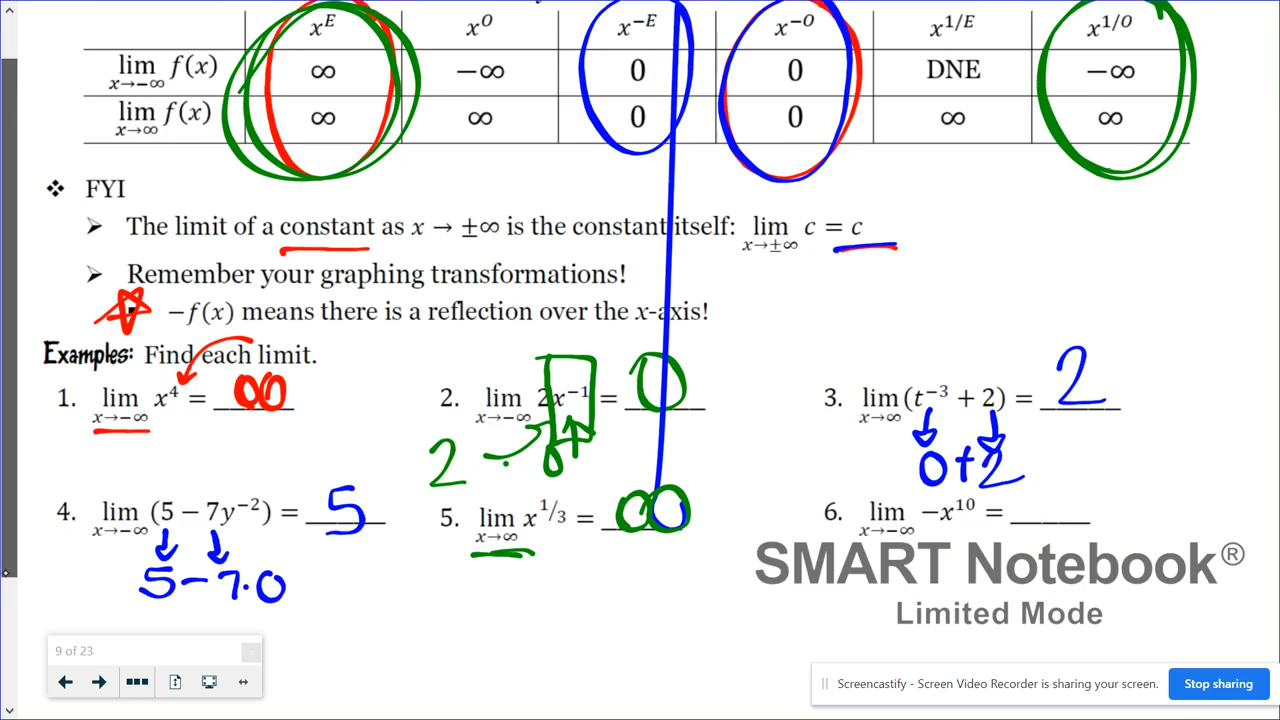 x^E x^O x^{-E} x^{-O} x^{1/E} x^{1/O}
lim x→-∞ f(x) ∞ -∞ 0 0 DNE -∞
lim x→∞ f(x) ∞ ∞ 0 0 ∞ ∞
❖ FYI
➤ The limit of a constant as x → ±∞ is the constant itself: lim x→±∞ c = c
➤ Remember your graphing transformations!
▪ -f(x) means there is a reflection over the x-axis!
Examples: Find each limit.
1. lim x→-∞ x^4 = ∞
2. lim x→-∞ 2x^{-1} = 0
2 · 0
3. lim x→∞ (t^{-3} + 2) = 2
0 + 2
4. lim x→-∞ (5 - 7y^{-2}) = 5
5 - 7 · 0
5. lim x→∞ x^{1/3} = ∞
6. lim x→-∞ -x^{10} = ______
SMART Notebook®
Limited Mode
9 of 23
Screencastify - Screen Video Recorder is sharing your screen.
Stop sharing